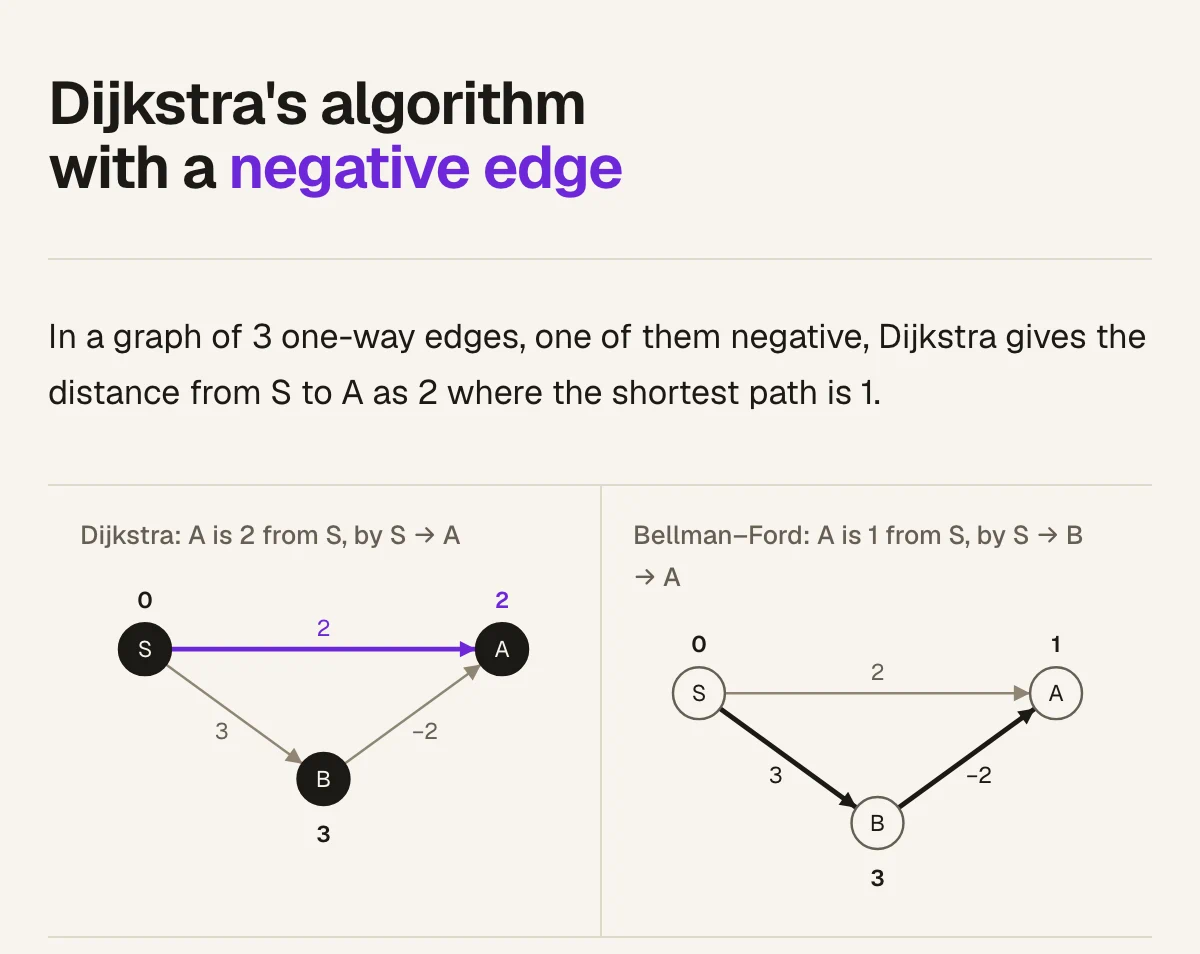 Dijkstra's algorithm
with a negative edge
In a graph of 3 one-way edges, one of them negative, Dijkstra gives the
distance from S to A as 2 where the shortest path is 1.
Dijkstra: A is 2 from S, by S → A
0
2
2
S
A
3
−2
B
3
Bellman–Ford: A is 1 from S, by S → B
→ A
0
1
2
S
A
3
−2
B
3